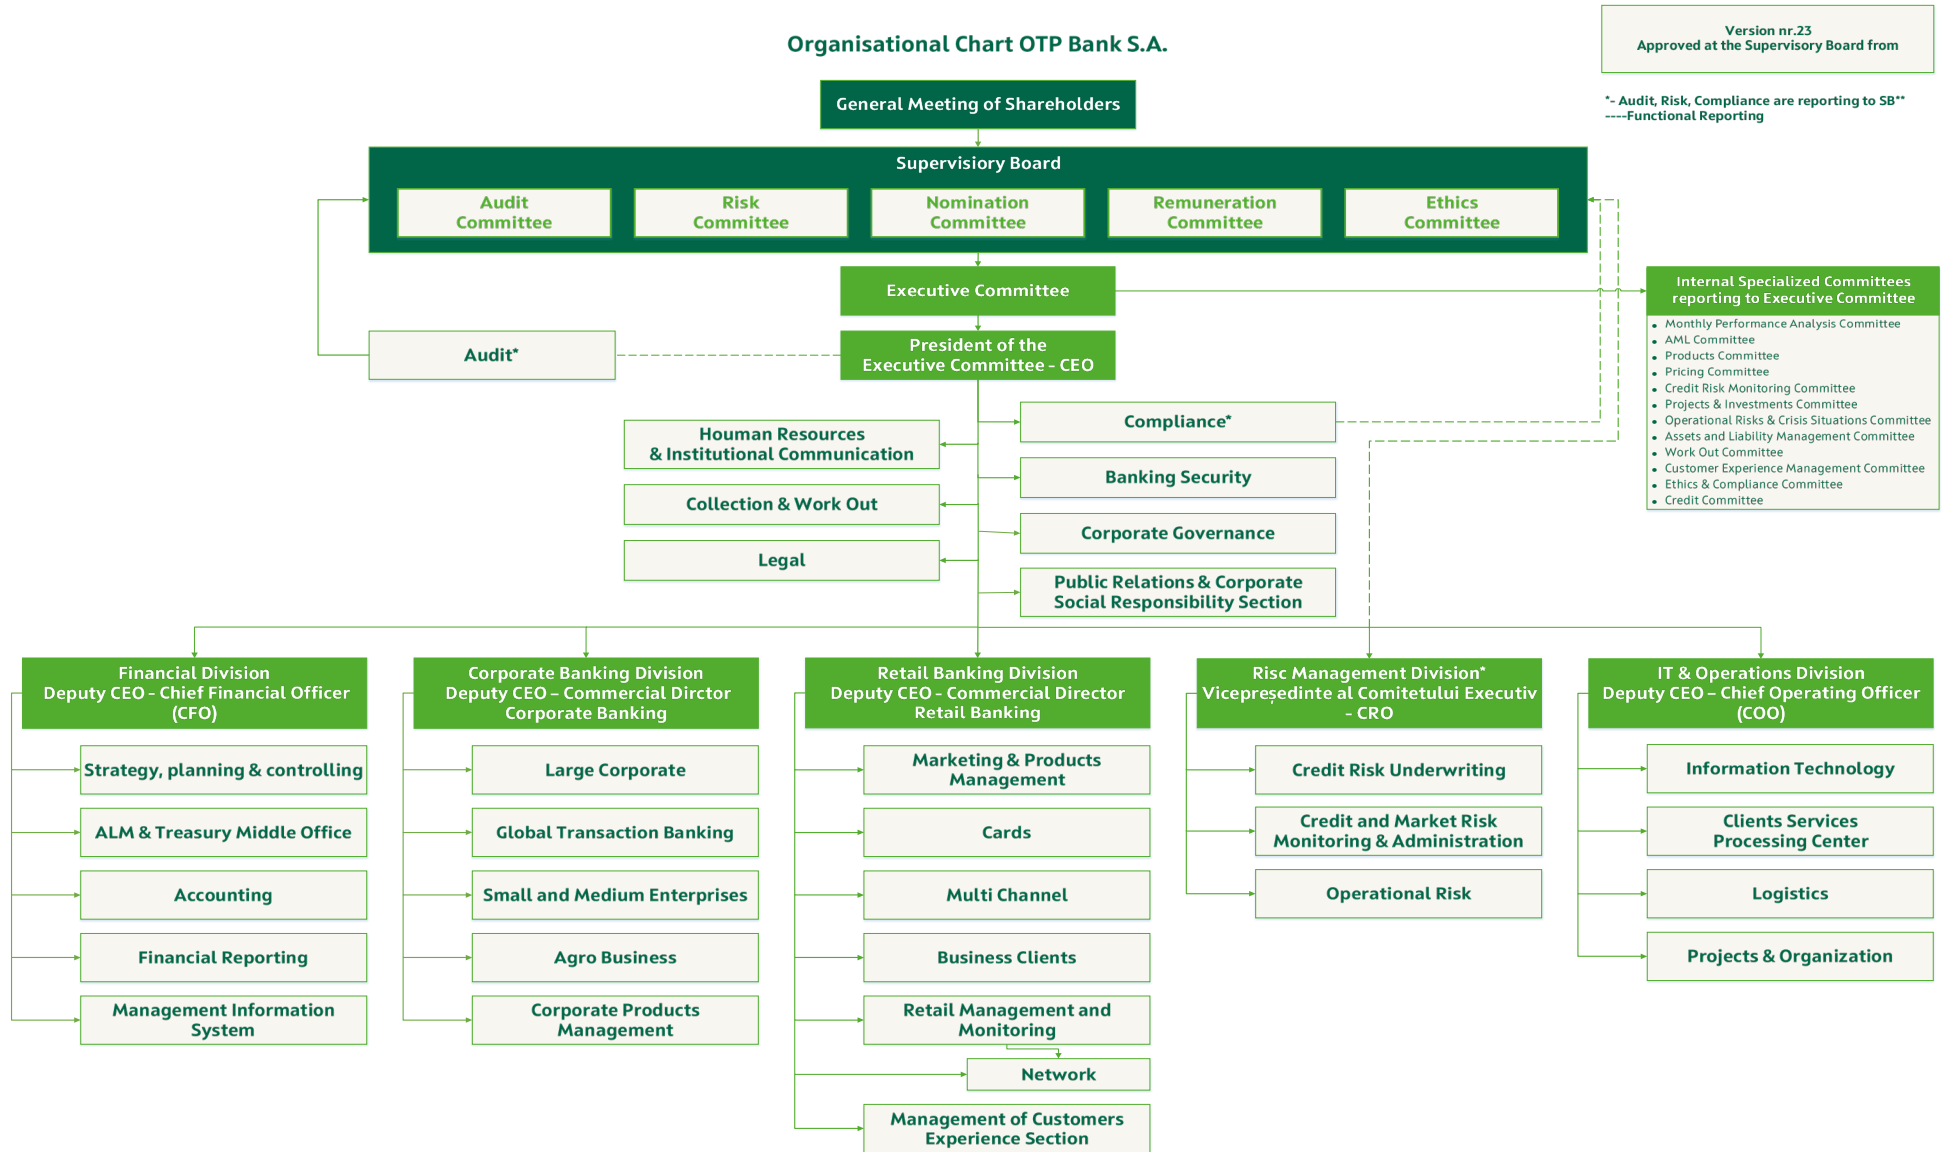 Organisational Chart OTP Bank S.A.
Version nr.23
Approved at the Supervisory Board from
*- Audit, Risk, Compliance are reporting to SB**
----Functional Reporting
General Meeting of Shareholders
Supervisiory Board
Audit
Committee
Risk
Committee
Nomination
Committee
Remuneration
Committee
Ethics
Committee
Executive Committee
Internal Specialized Committees
reporting to Executive Committee
• Monthly Performance Analysis Committee
• AML Committee
• Products Committee
• Pricing Committee
• Credit Risk Monitoring Committee
• Projects & Investments Committee
• Operational Risks & Crisis Situations Committee
• Assets and Liability Management Committee
• Work Out Committee
• Customer Experience Management Committee
• Ethics & Compliance Committee
• Credit Committee
Audit*
President of the
Executive Committee - CEO
Houman Resources
& Institutional Communication
Collection & Work Out
Legal
Compliance*
Banking Security
Corporate Governance
Public Relations & Corporate
Social Responsibility Section
Financial Division
Deputy CEO - Chief Financial Officer
(CFO)
Strategy, planning & controlling
ALM & Treasury Middle Office
Accounting
Financial Reporting
Management Information
System
Corporate Banking Division
Deputy CEO – Commercial Dirctor
Corporate Banking
Large Corporate
Global Transaction Banking
Small and Medium Enterprises
Agro Business
Corporate Products
Management
Retail Banking Division
Deputy CEO - Commercial Director
Retail Banking
Marketing & Products
Management
Cards
Multi Channel
Business Clients
Retail Management and
Monitoring
Network
Management of Customers
Experience Section
Risc Management Division*
Vicepreședinte al Comitetului Executiv
- CRO
Credit Risk Underwriting
Credit and Market Risk
Monitoring & Administration
Operational Risk
IT & Operations Division
Deputy CEO – Chief Operating Officer
(COO)
Information Technology
Clients Services
Processing Center
Logistics
Projects & Organization